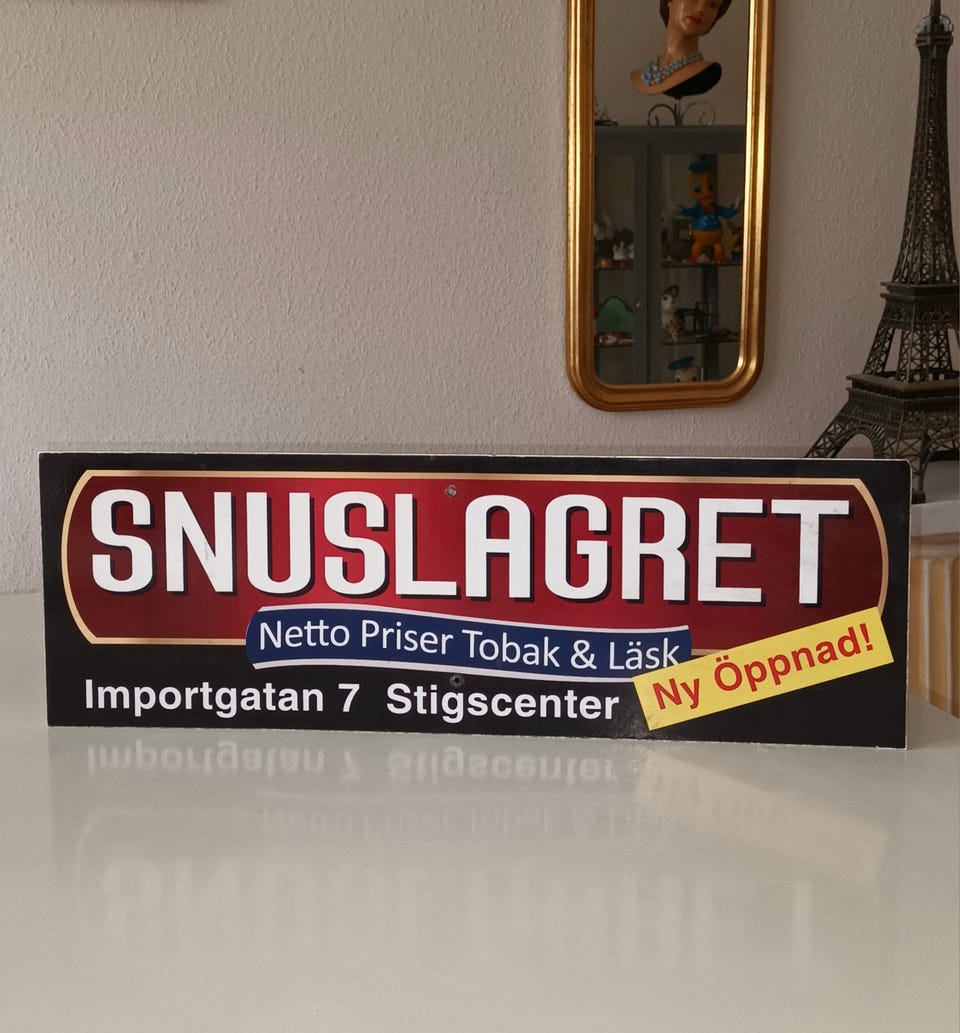 SNUSLAGRET
Netto Priser Tobak & Läsk
Ny Öppnad!
Importgatan 7 Stigscenter